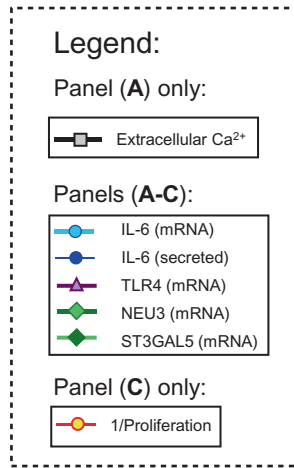 Legend:
Panel (A) only:
Extracellular Ca²⁺
Panels (A-C):
IL-6 (mRNA)
IL-6 (secreted)
TLR4 (mRNA)
NEU3 (mRNA)
ST3GAL5 (mRNA)
Panel (C) only:
1/Proliferation